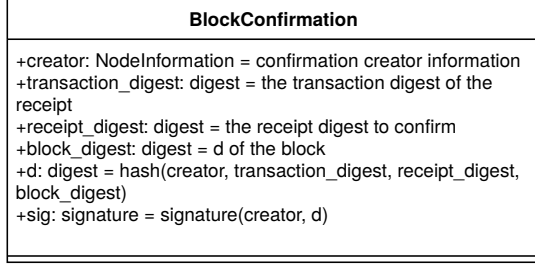 BlockConfirmation
+creator: NodeInformation = confirmation creator information
+transaction_digest: digest = the transaction digest of the
receipt
+receipt_digest: digest = the receipt digest to confirm
+block_digest: digest = d of the block
+d: digest = hash(creator, transaction_digest, receipt_digest,
block_digest)
+sig: signature = signature(creator, d)